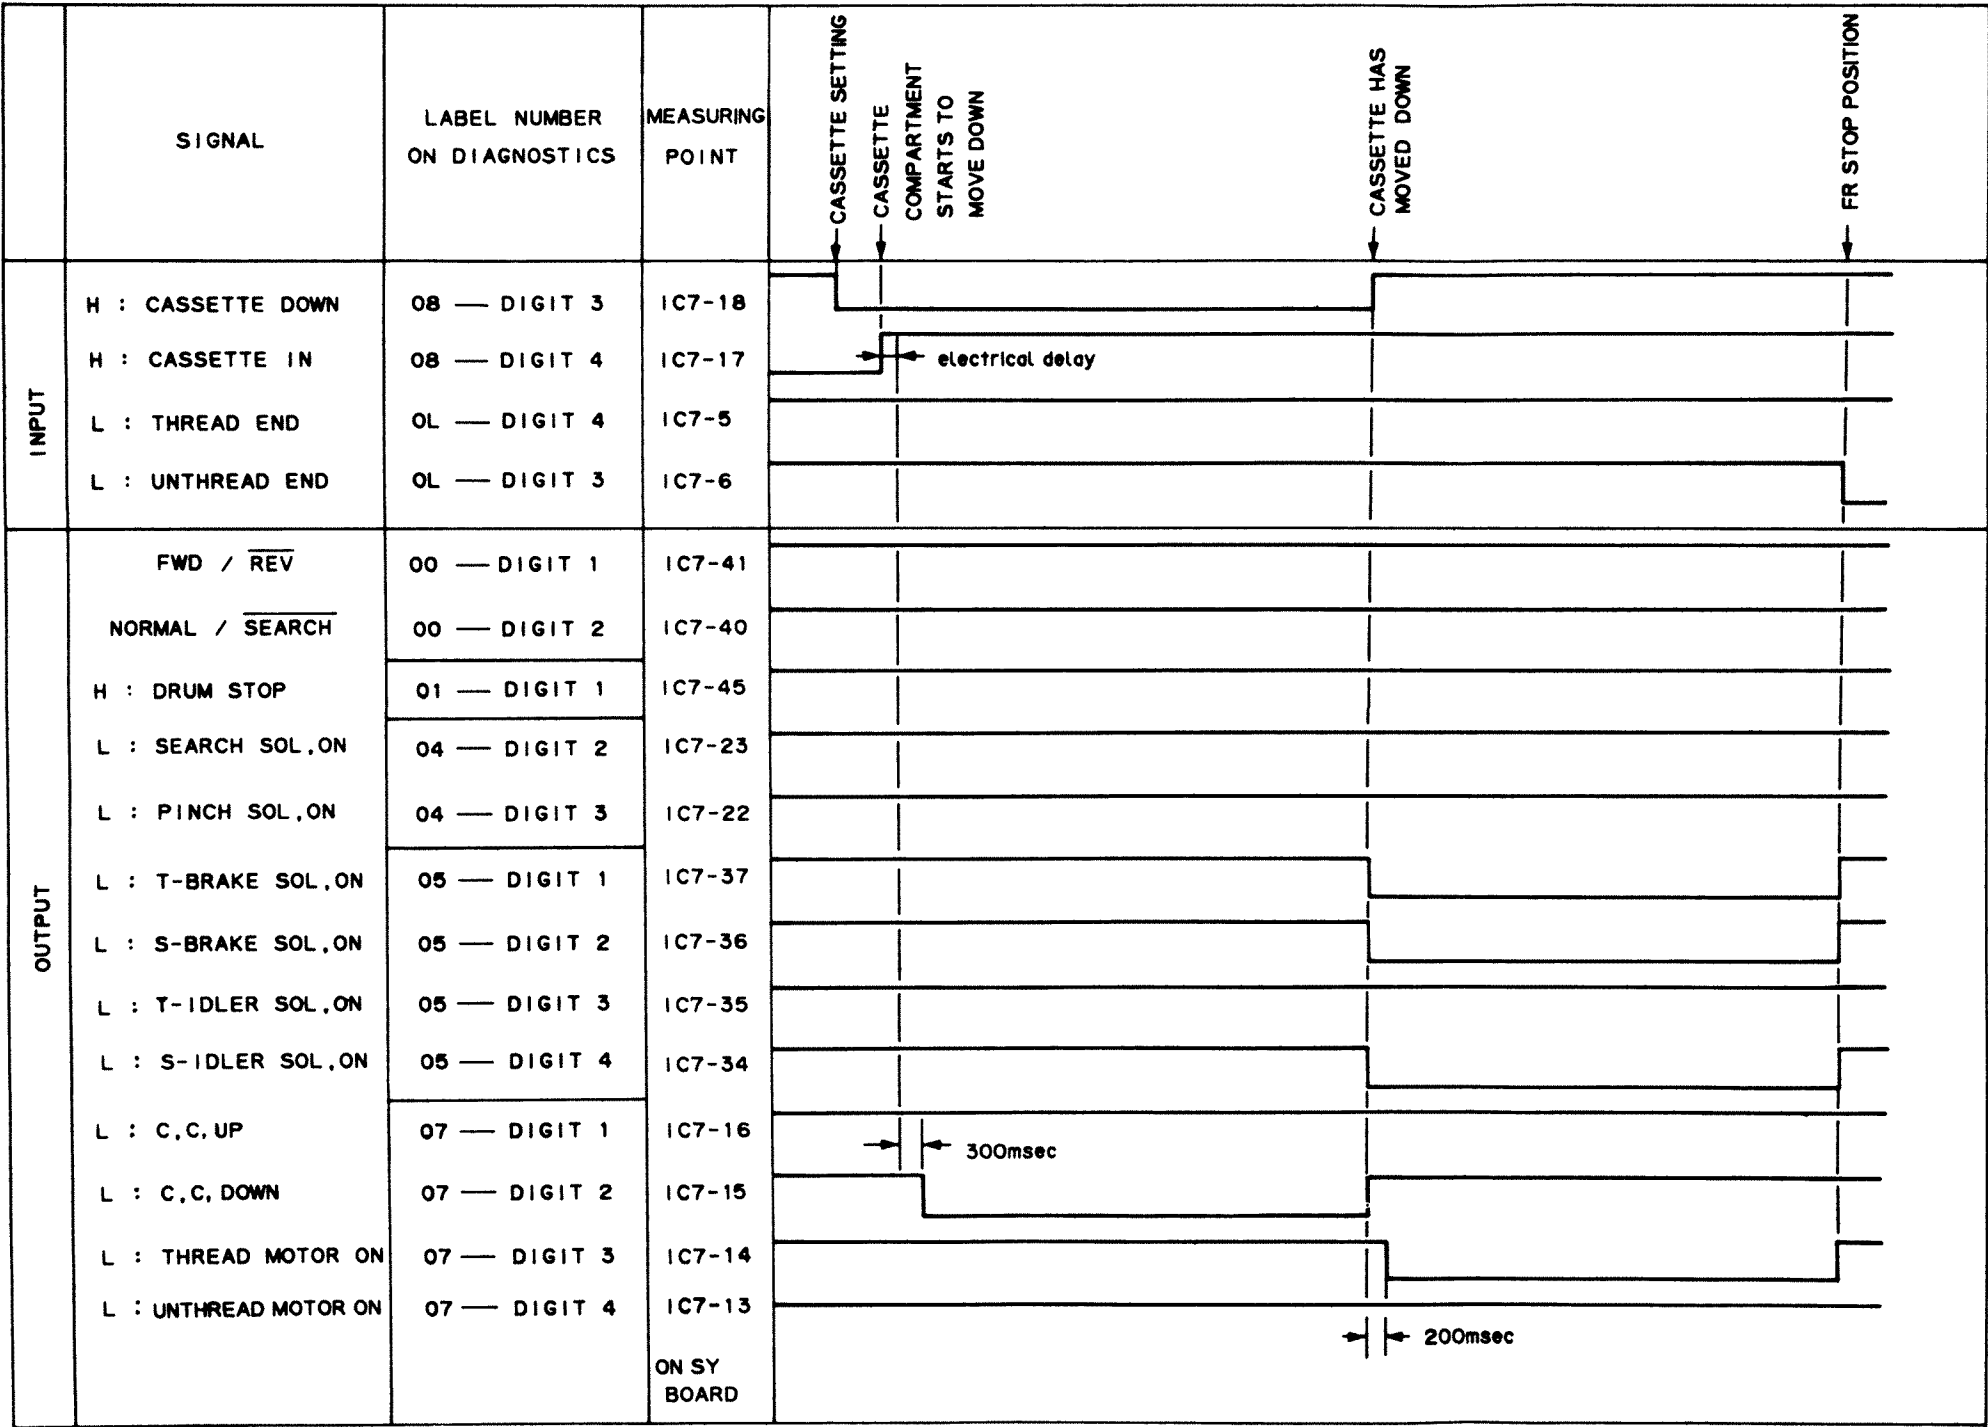 SIGNAL
LABEL NUMBER
ON DIAGNOSTICS
MEASURING
POINT
CASSETTE SETTING
CASSETTE
COMPARTMENT
STARTS TO
MOVE DOWN
CASSETTE HAS
MOVED DOWN
FR STOP POSITION
INPUT
H : CASSETTE DOWN 08 — DIGIT 3 IC7-18
H : CASSETTE IN 08 — DIGIT 4 IC7-17 electrical delay
L : THREAD END 0L — DIGIT 4 IC7-5
L : UNTHREAD END 0L — DIGIT 3 IC7-6
OUTPUT
FWD / REV 00 — DIGIT 1 IC7-41
NORMAL / SEARCH 00 — DIGIT 2 IC7-40
H : DRUM STOP 01 — DIGIT 1 IC7-45
L : SEARCH SOL.ON 04 — DIGIT 2 IC7-23
L : PINCH SOL.ON 04 — DIGIT 3 IC7-22
L : T-BRAKE SOL.ON 05 — DIGIT 1 IC7-37
L : S-BRAKE SOL.ON 05 — DIGIT 2 IC7-36
L : T-IDLER SOL.ON 05 — DIGIT 3 IC7-35
L : S-IDLER SOL.ON 05 — DIGIT 4 IC7-34
L : C.C.UP 07 — DIGIT 1 IC7-16
300msec
L : C.C.DOWN 07 — DIGIT 2 IC7-15
L : THREAD MOTOR ON 07 — DIGIT 3 IC7-14
L : UNTHREAD MOTOR ON 07 — DIGIT 4 IC7-13
200msec
ON SY
BOARD